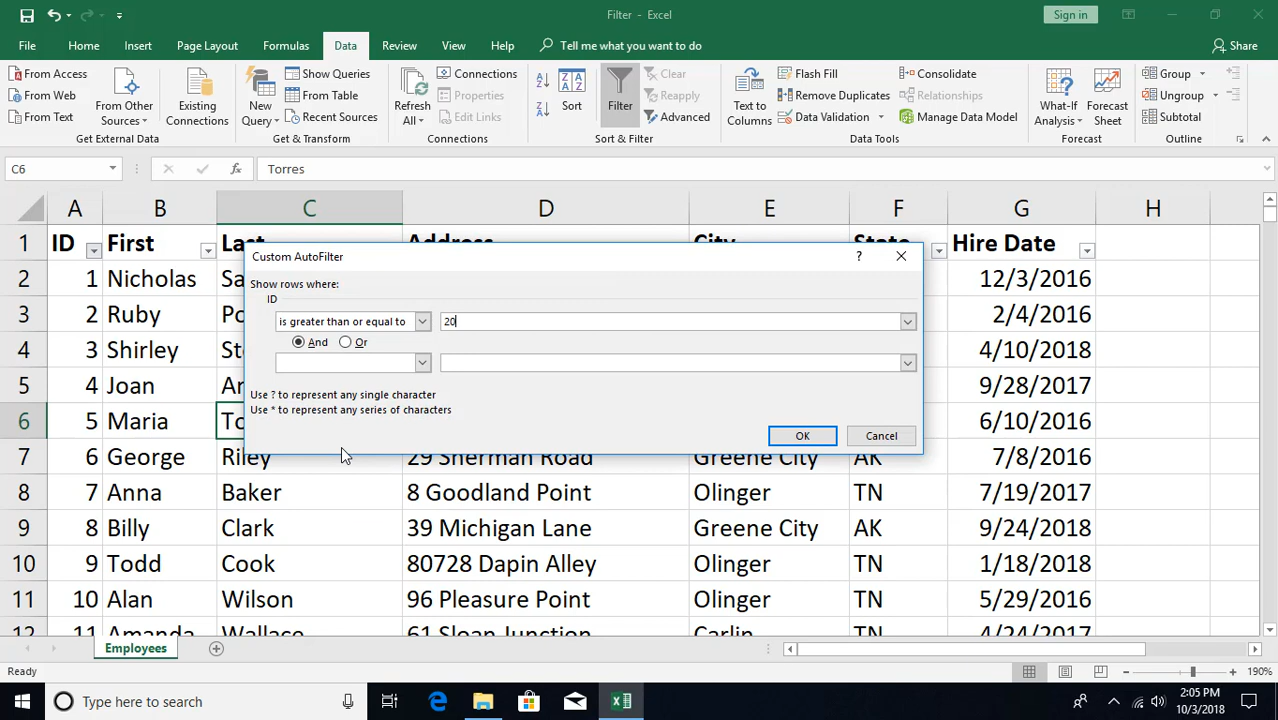 Filter - Excel
Sign in
File Home Insert Page Layout Formulas Data Review View Help Tell me what you want to do Share
From Access
From Web
From Text
From Other Sources
Existing Connections
Get External Data
New Query
Show Queries
From Table
Recent Sources
Get & Transform
Refresh All
Connections
Properties
Edit Links
Connections
Sort
Filter
Clear
Reapply
Advanced
Sort & Filter
Text to Columns
Flash Fill
Remove Duplicates
Data Validation
Consolidate
Relationships
Manage Data Model
Data Tools
What-If Analysis
Forecast Sheet
Forecast
Group
Ungroup
Subtotal
Outline
C6 fx Torres
A B C D E F G H
1 ID First Last Address City State Hire Date
Custom AutoFilter ?
Show rows where:
ID
is greater than or equal to 20
And Or
Use ? to represent any single character
Use * to represent any series of characters
OK Cancel
2 1 Nicholas Sa 12/3/2016
3 2 Ruby Po 2/4/2016
4 3 Shirley Ste 4/10/2018
5 4 Joan Ar 9/28/2017
6 5 Maria To 6/10/2016
7 6 George Riley 29 Sherman Road Greene City AK 7/8/2016
8 7 Anna Baker 8 Goodland Point Olinger TN 7/19/2017
9 8 Billy Clark 39 Michigan Lane Greene City AK 9/24/2018
10 9 Todd Cook 80728 Dapin Alley Olinger TN 1/18/2018
11 10 Alan Wilson 96 Pleasure Point Olinger TN 5/29/2016
12 11 Amanda Wallace 61 Sloan Junction Carlin TN 4/24/2017
Employees
Ready 190%
Type here to search
2:05 PM
10/3/2018